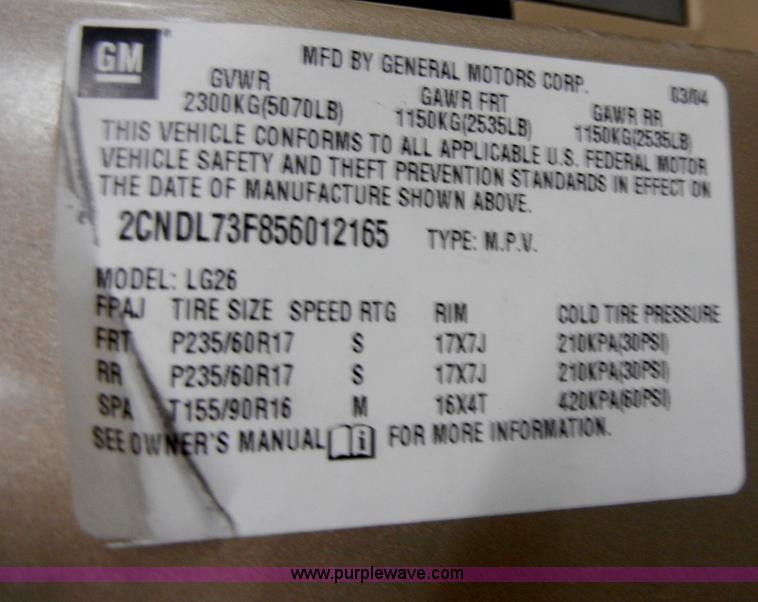 GM
MFD BY GENERAL MOTORS CORP. 03/04
GVWR GAWR FRT GAWR RR
2300KG(5070LB) 1150KG(2535LB) 1150KG(2535LB)
THIS VEHICLE CONFORMS TO ALL APPLICABLE U.S. FEDERAL MOTOR
VEHICLE SAFETY AND THEFT PREVENTION STANDARDS IN EFFECT ON
THE DATE OF MANUFACTURE SHOWN ABOVE.
2CNDL73F856012165 TYPE: M.P.V.
MODEL: LG26
FPAJ TIRE SIZE SPEED RTG RIM COLD TIRE PRESSURE
FRT P235/60R17 S 17X7J 210KPA(30PSI)
RR P235/60R17 S 17X7J 210KPA(30PSI)
SPA T155/90R16 M 16X4T 420KPA(60PSI)
SEE OWNER'S MANUAL i FOR MORE INFORMATION.
www.purplewave.com